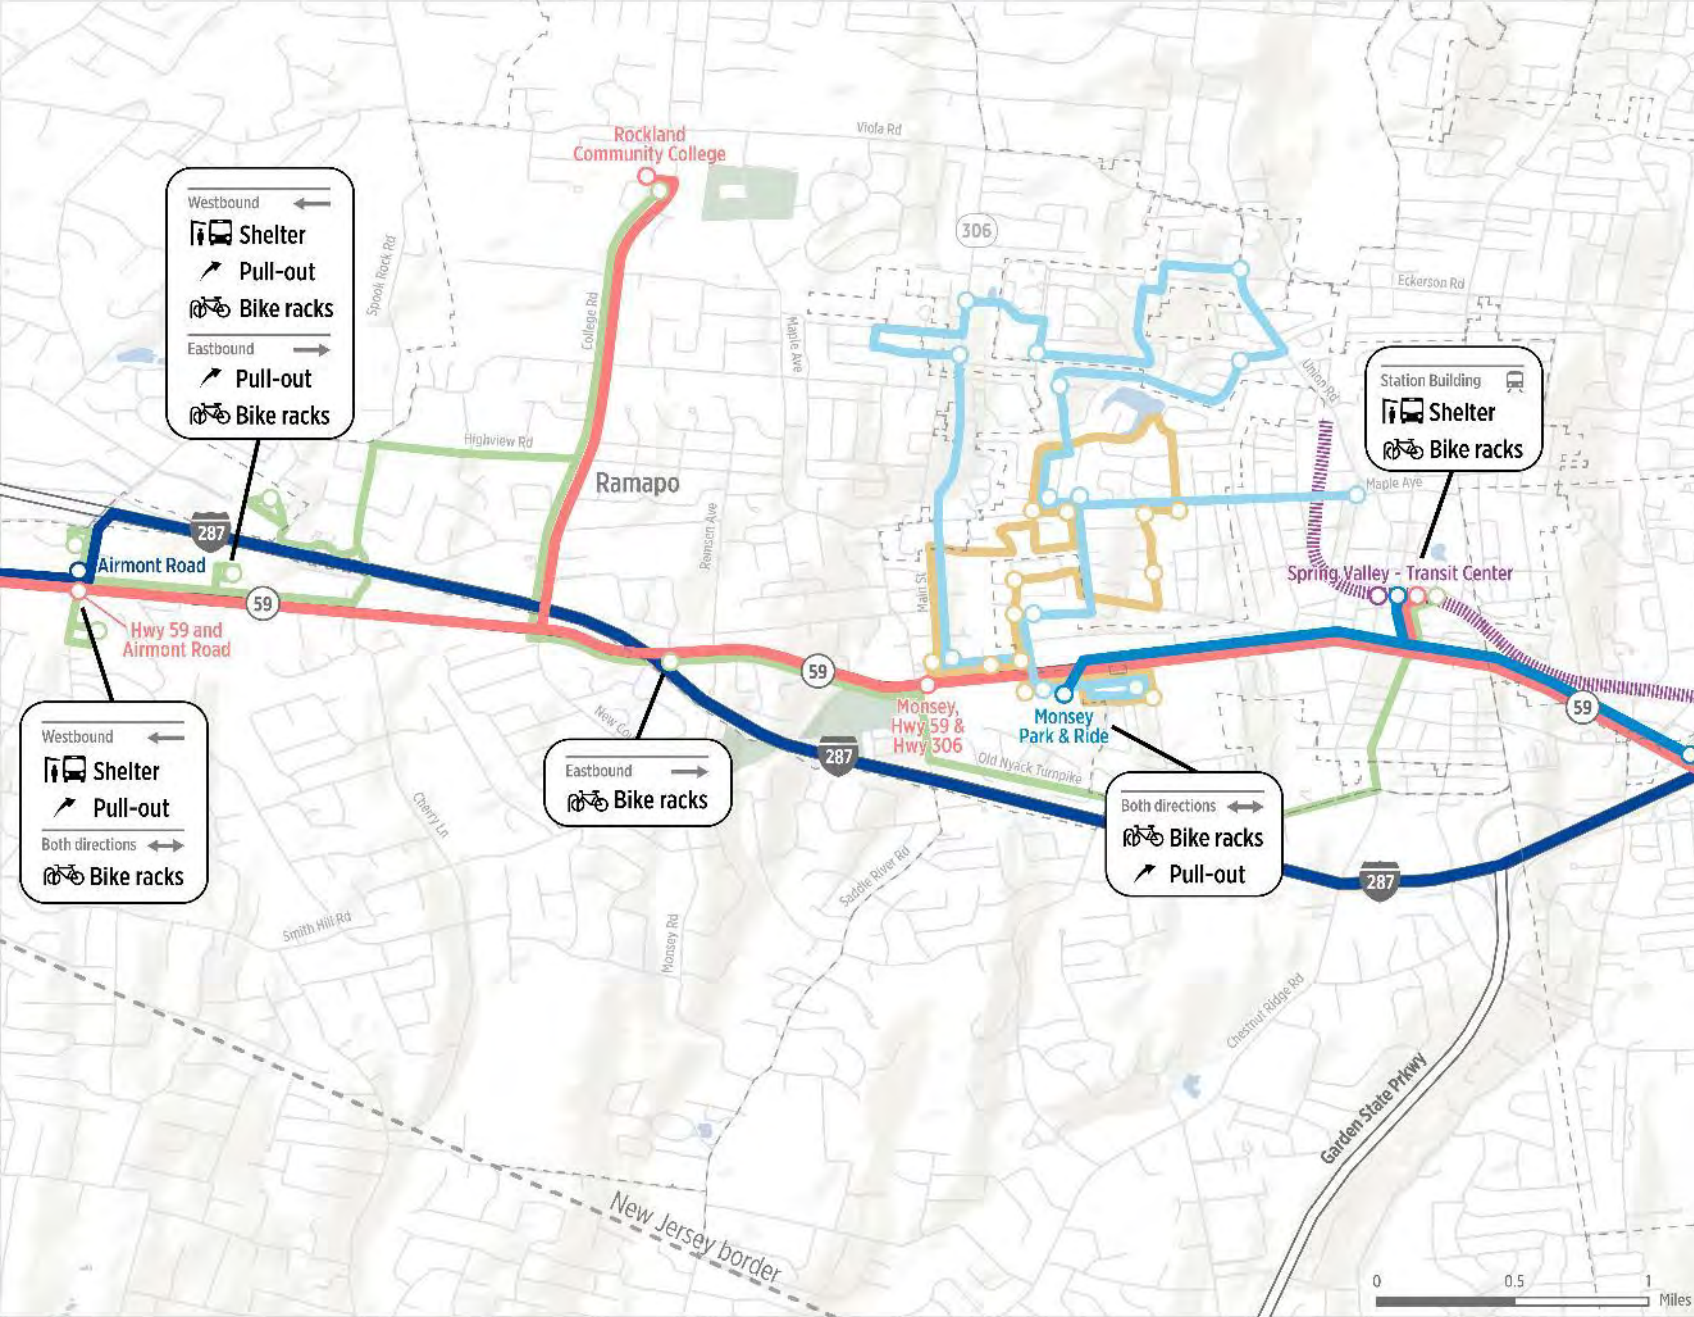 Rockland
Community College
Viola Rd
306
Westbound
Shelter
Pull-out
Bike racks
Eastbound
Pull-out
Bike racks
Spook Rock Rd
College Rd
Maple Ave
Eckerson Rd
Union Rd
Station Building
Shelter
Bike racks
Maple Ave
Highview Rd
Ramapo
Remsen Ave
287
Airmont Road
59
Hwy 59 and
Airmont Road
Main St
Spring Valley - Transit Center
59
Monsey,
Hwy 59 &
Hwy 306
Monsey
Park & Ride
59
Westbound
Shelter
Pull-out
Both directions
Bike racks
New Co
Eastbound
Bike racks
287
Old Nyack Turnpike
Both directions
Bike racks
Pull-out
287
Cherry Ln
Saddle River Rd
Smith Hill Rd
Monsey Rd
Chestnut Ridge Rd
Garden State Prkwy
New Jersey border
0
0.5
1
Miles